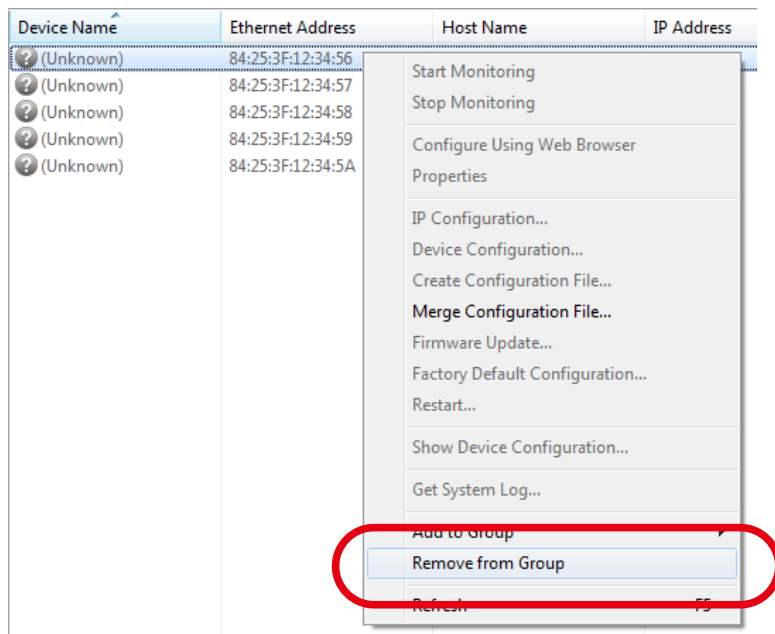 Device Name Ethernet Address Host Name IP Address
(Unknown) 84:25:3F:12:34:56
(Unknown) 84:25:3F:12:34:57
(Unknown) 84:25:3F:12:34:58
(Unknown) 84:25:3F:12:34:59
(Unknown) 84:25:3F:12:34:5A
Start Monitoring
Stop Monitoring
Configure Using Web Browser
Properties
IP Configuration...
Device Configuration...
Create Configuration File...
Merge Configuration File...
Firmware Update...
Factory Default Configuration...
Restart...
Show Device Configuration...
Get System Log...
Add to Group
Remove from Group
Refresh F5